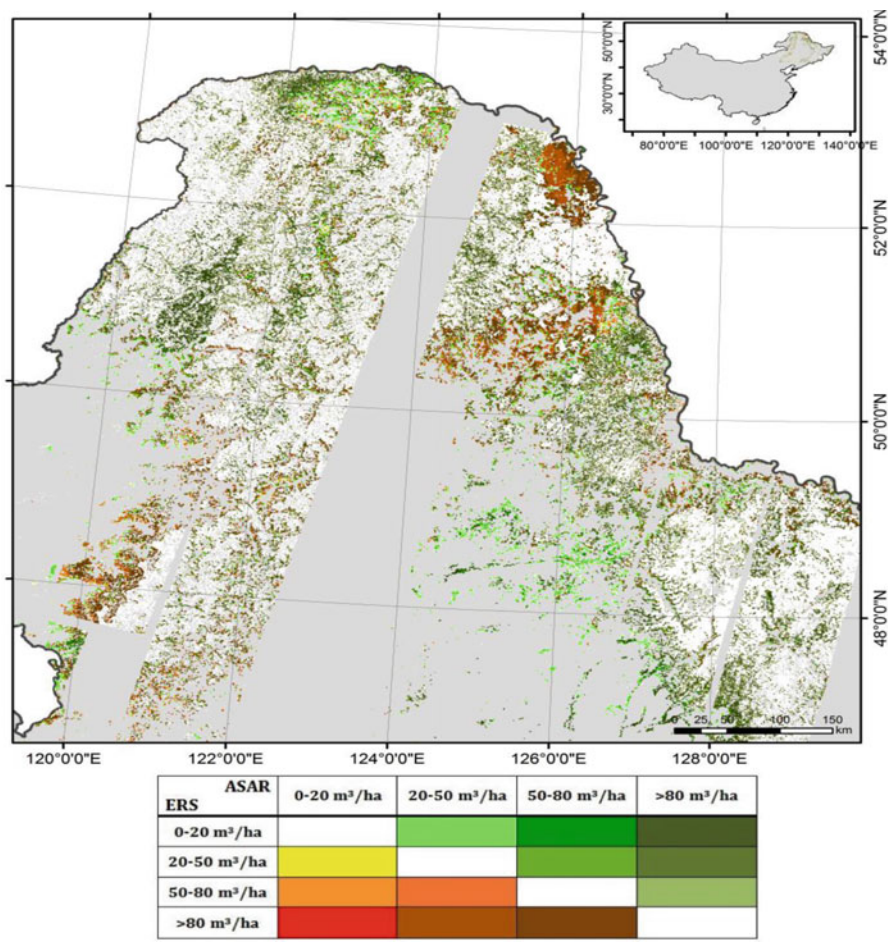 54°0'0"N
50°0'0"N
30°0'0"N
80°0'0"E 100°0'0"E 120°0'0"E 140°0'0"E
52°0'0"N
50°0'0"N
48°0'0"N
0 25 50 100 150
km
120°0'0"E 122°0'0"E 124°0'0"E 126°0'0"E 128°0'0"E
ASAR
ERS
0-20 m³/ha 20-50 m³/ha 50-80 m³/ha >80 m³/ha
0-20 m³/ha
20-50 m³/ha
50-80 m³/ha
>80 m³/ha